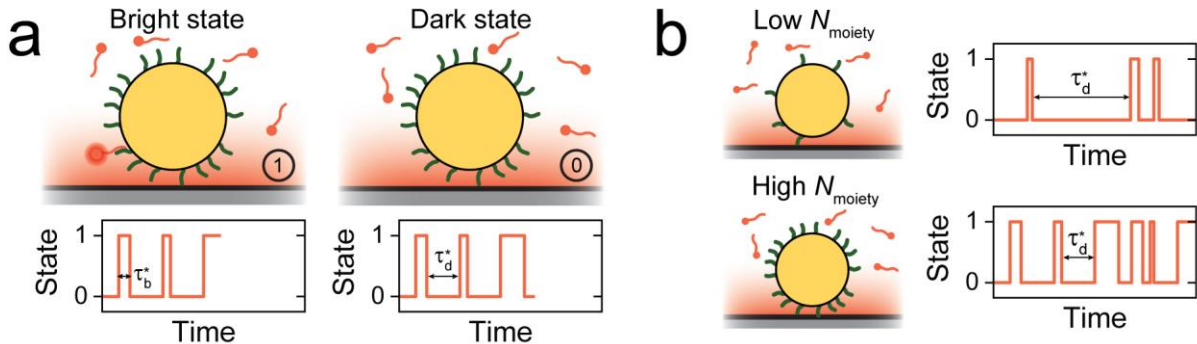 a
Bright state
1
State
1
0
τ*b
Time
Dark state
0
State
1
0
τ*d
Time
b
Low Nmoiety
State
1
0
τ*d
Time
High Nmoiety
State
1
0
τ*d
Time